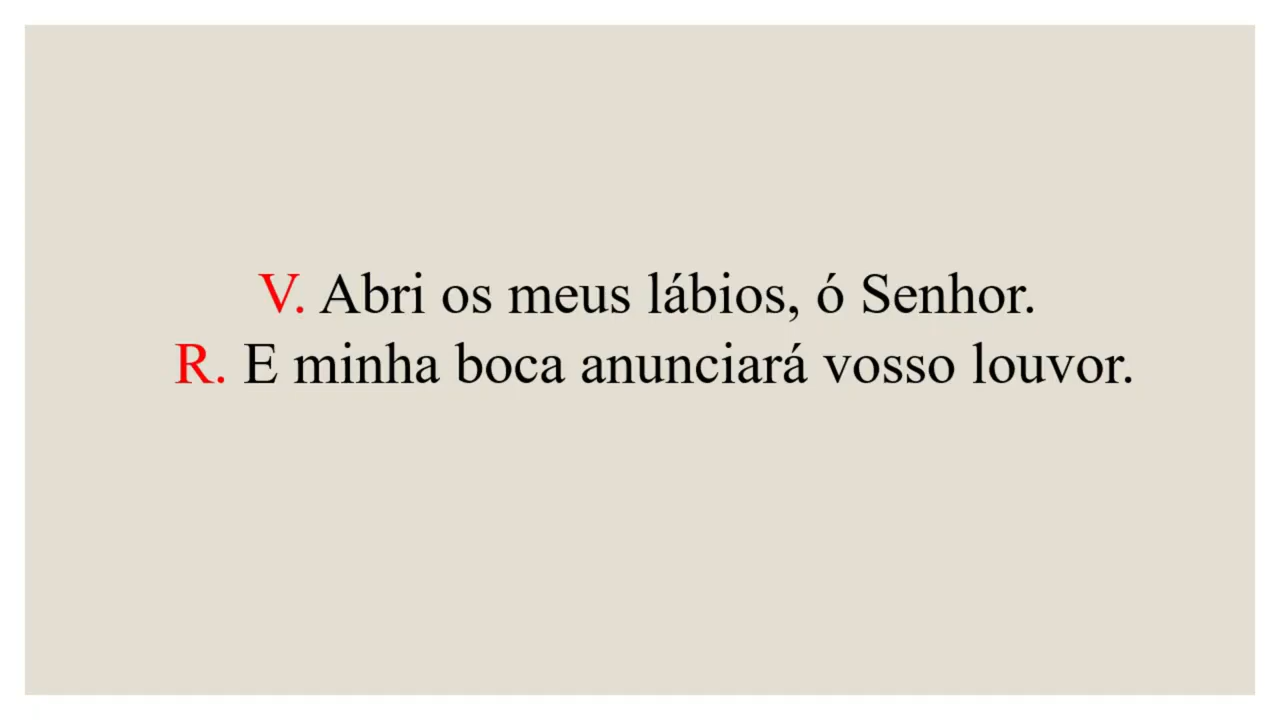 V. Abri os meus lábios, ó Senhor.
R. E minha boca anunciará vosso louvor.